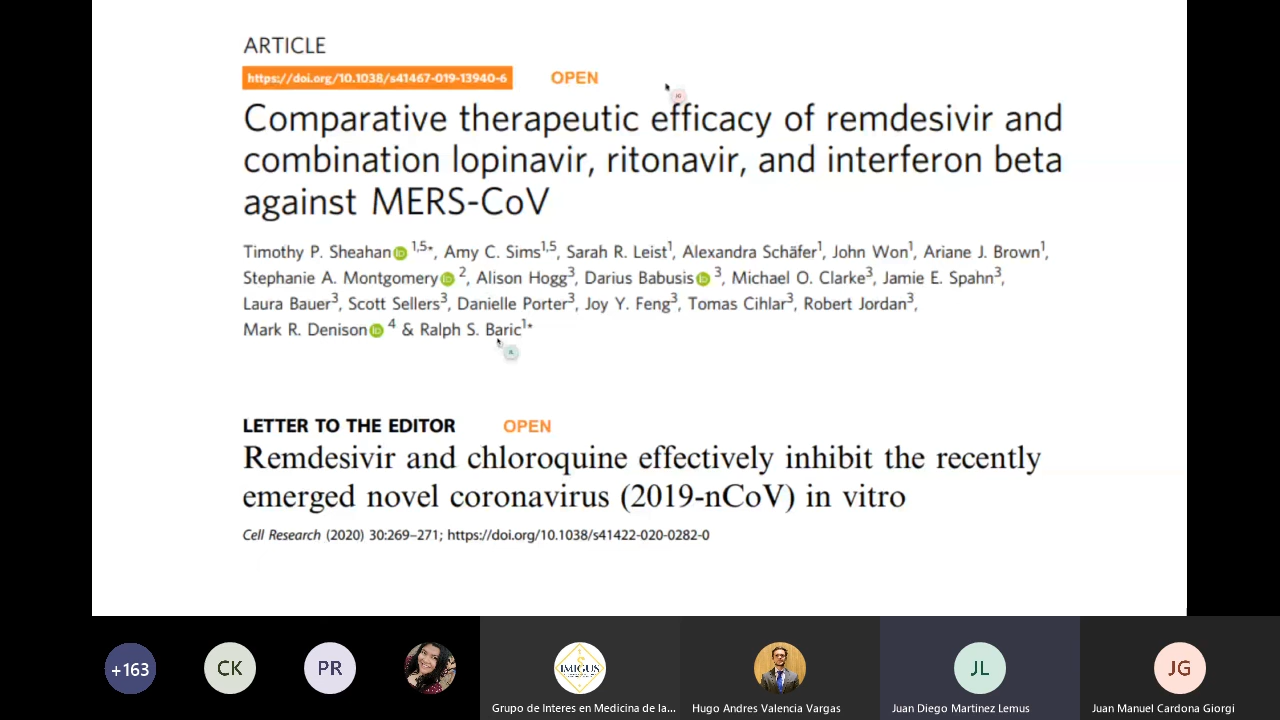 ARTICLE
https://doi.org/10.1038/s41467-019-13940-6 OPEN
JG
Comparative therapeutic efficacy of remdesivir and
combination lopinavir, ritonavir, and interferon beta
against MERS-CoV
Timothy P. Sheahan 1,5*, Amy C. Sims1,5, Sarah R. Leist1, Alexandra Schäfer1, John Won1, Ariane J. Brown1,
Stephanie A. Montgomery 2, Alison Hogg3, Darius Babusis 3, Michael O. Clarke3, Jamie E. Spahn3,
Laura Bauer3, Scott Sellers3, Danielle Porter3, Joy Y. Feng3, Tomas Cihlar3, Robert Jordan3,
Mark R. Denison 4 & Ralph S. Baric1*
JL
LETTER TO THE EDITOR OPEN
Remdesivir and chloroquine effectively inhibit the recently
emerged novel coronavirus (2019-nCoV) in vitro
Cell Research (2020) 30:269–271; https://doi.org/10.1038/s41422-020-0282-0
+163
CK
PR
IMIGUS
JL
JG
Grupo de Interes en Medicina de la...
Hugo Andres Valencia Vargas
Juan Diego Martinez Lemus
Juan Manuel Cardona Giorgi